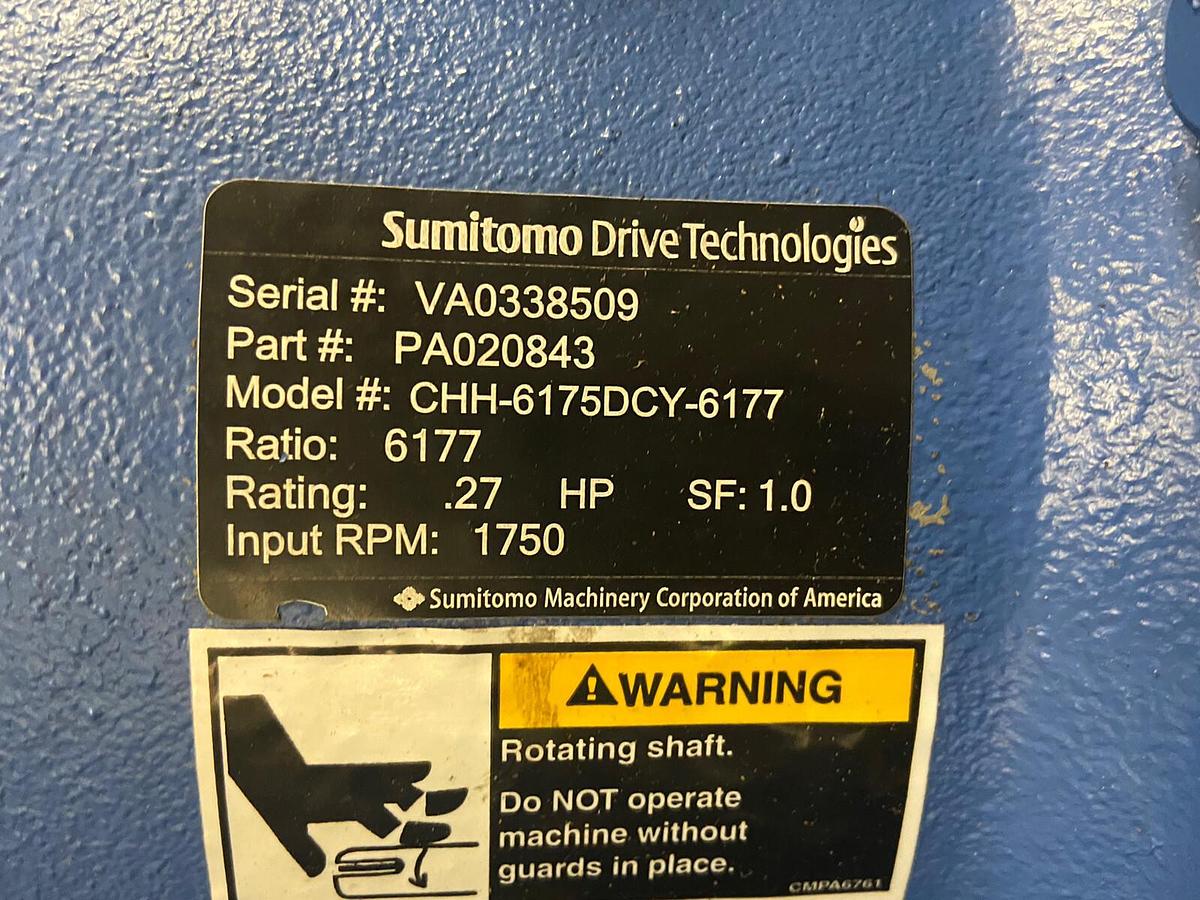 Sumitomo Drive Technologies
Serial #: VA0338509
Part #: PA020843
Model #: CHH-6175DCY-6177
Ratio: 6177
Rating: .27 HP SF: 1.0
Input RPM: 1750
Sumitomo Machinery Corporation of America
WARNING
Rotating shaft.
Do NOT operate
machine without
guards in place.
CMPA6761